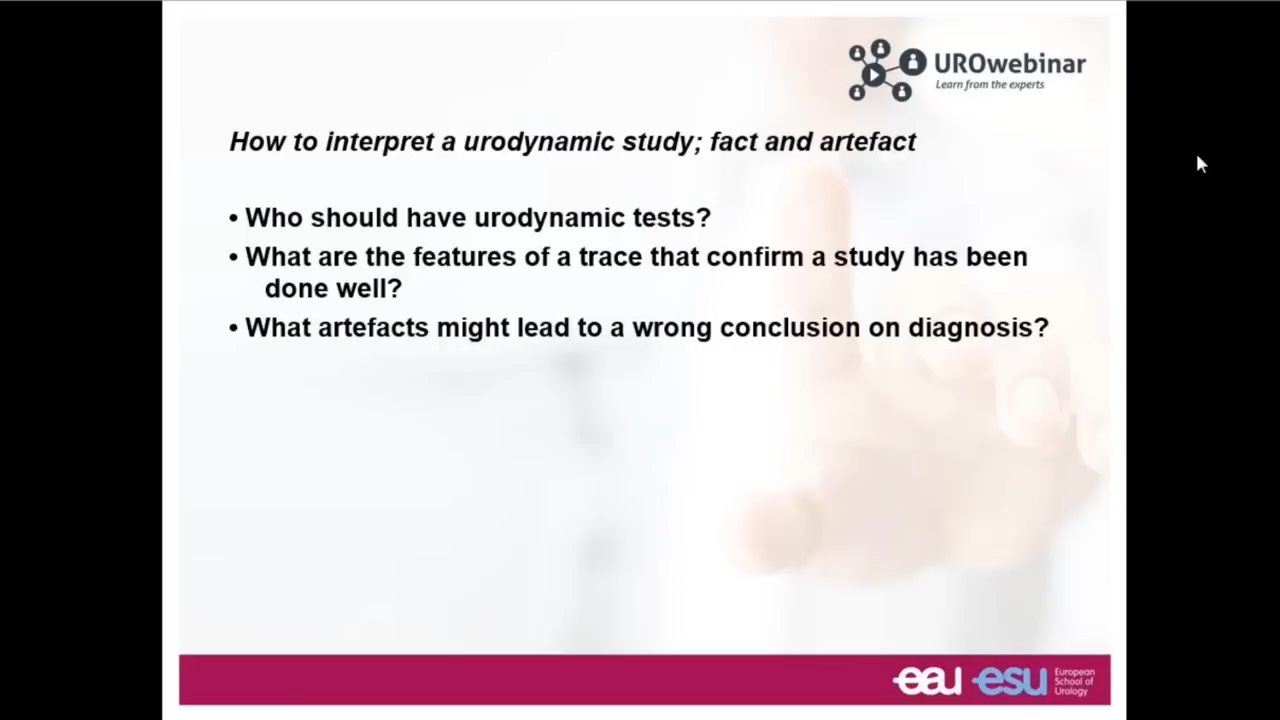 UROwebinar
Learn from the experts
How to interpret a urodynamic study; fact and artefact
• Who should have urodynamic tests?
• What are the features of a trace that confirm a study has been
done well?
• What artefacts might lead to a wrong conclusion on diagnosis?
eau esu European
School of
Urology